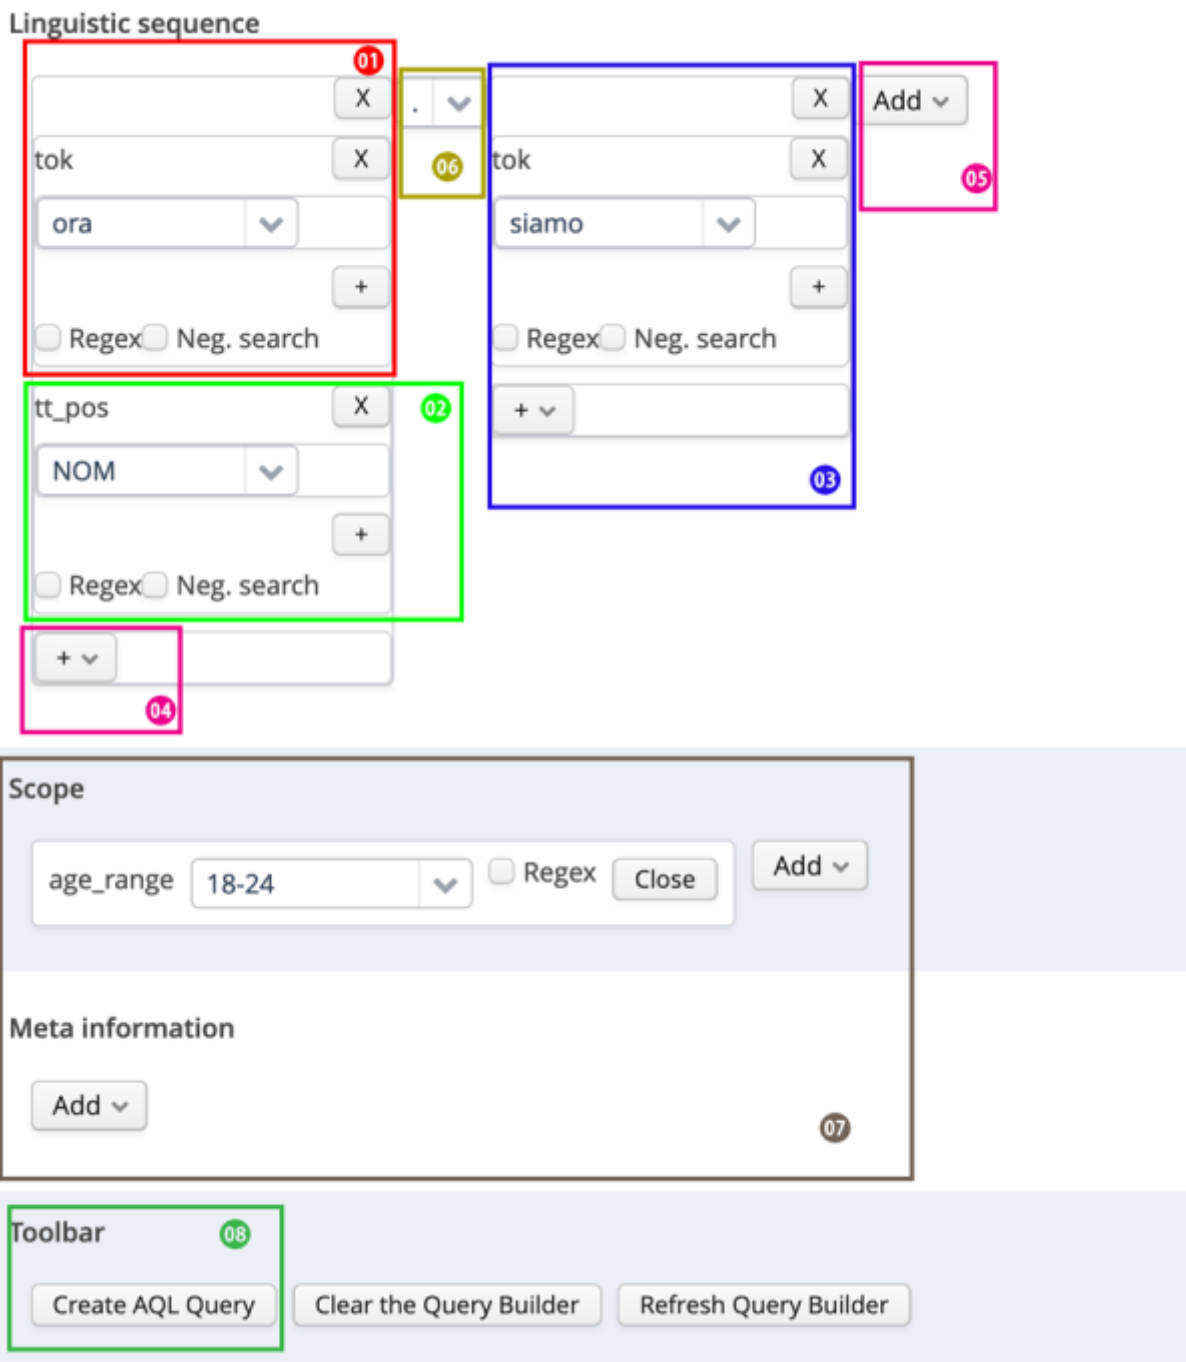 Linguistic sequence
01
X . X Add
06
tok X tok X 05
ora siamo
+ +
Regex Neg. search Regex Neg. search
tt_pos X 02 +
NOM 03
+
Regex Neg. search
+
04
Scope
age_range 18-24 Regex Close Add
Meta information
Add
07
Toolbar 08
Create AQL Query Clear the Query Builder Refresh Query Builder